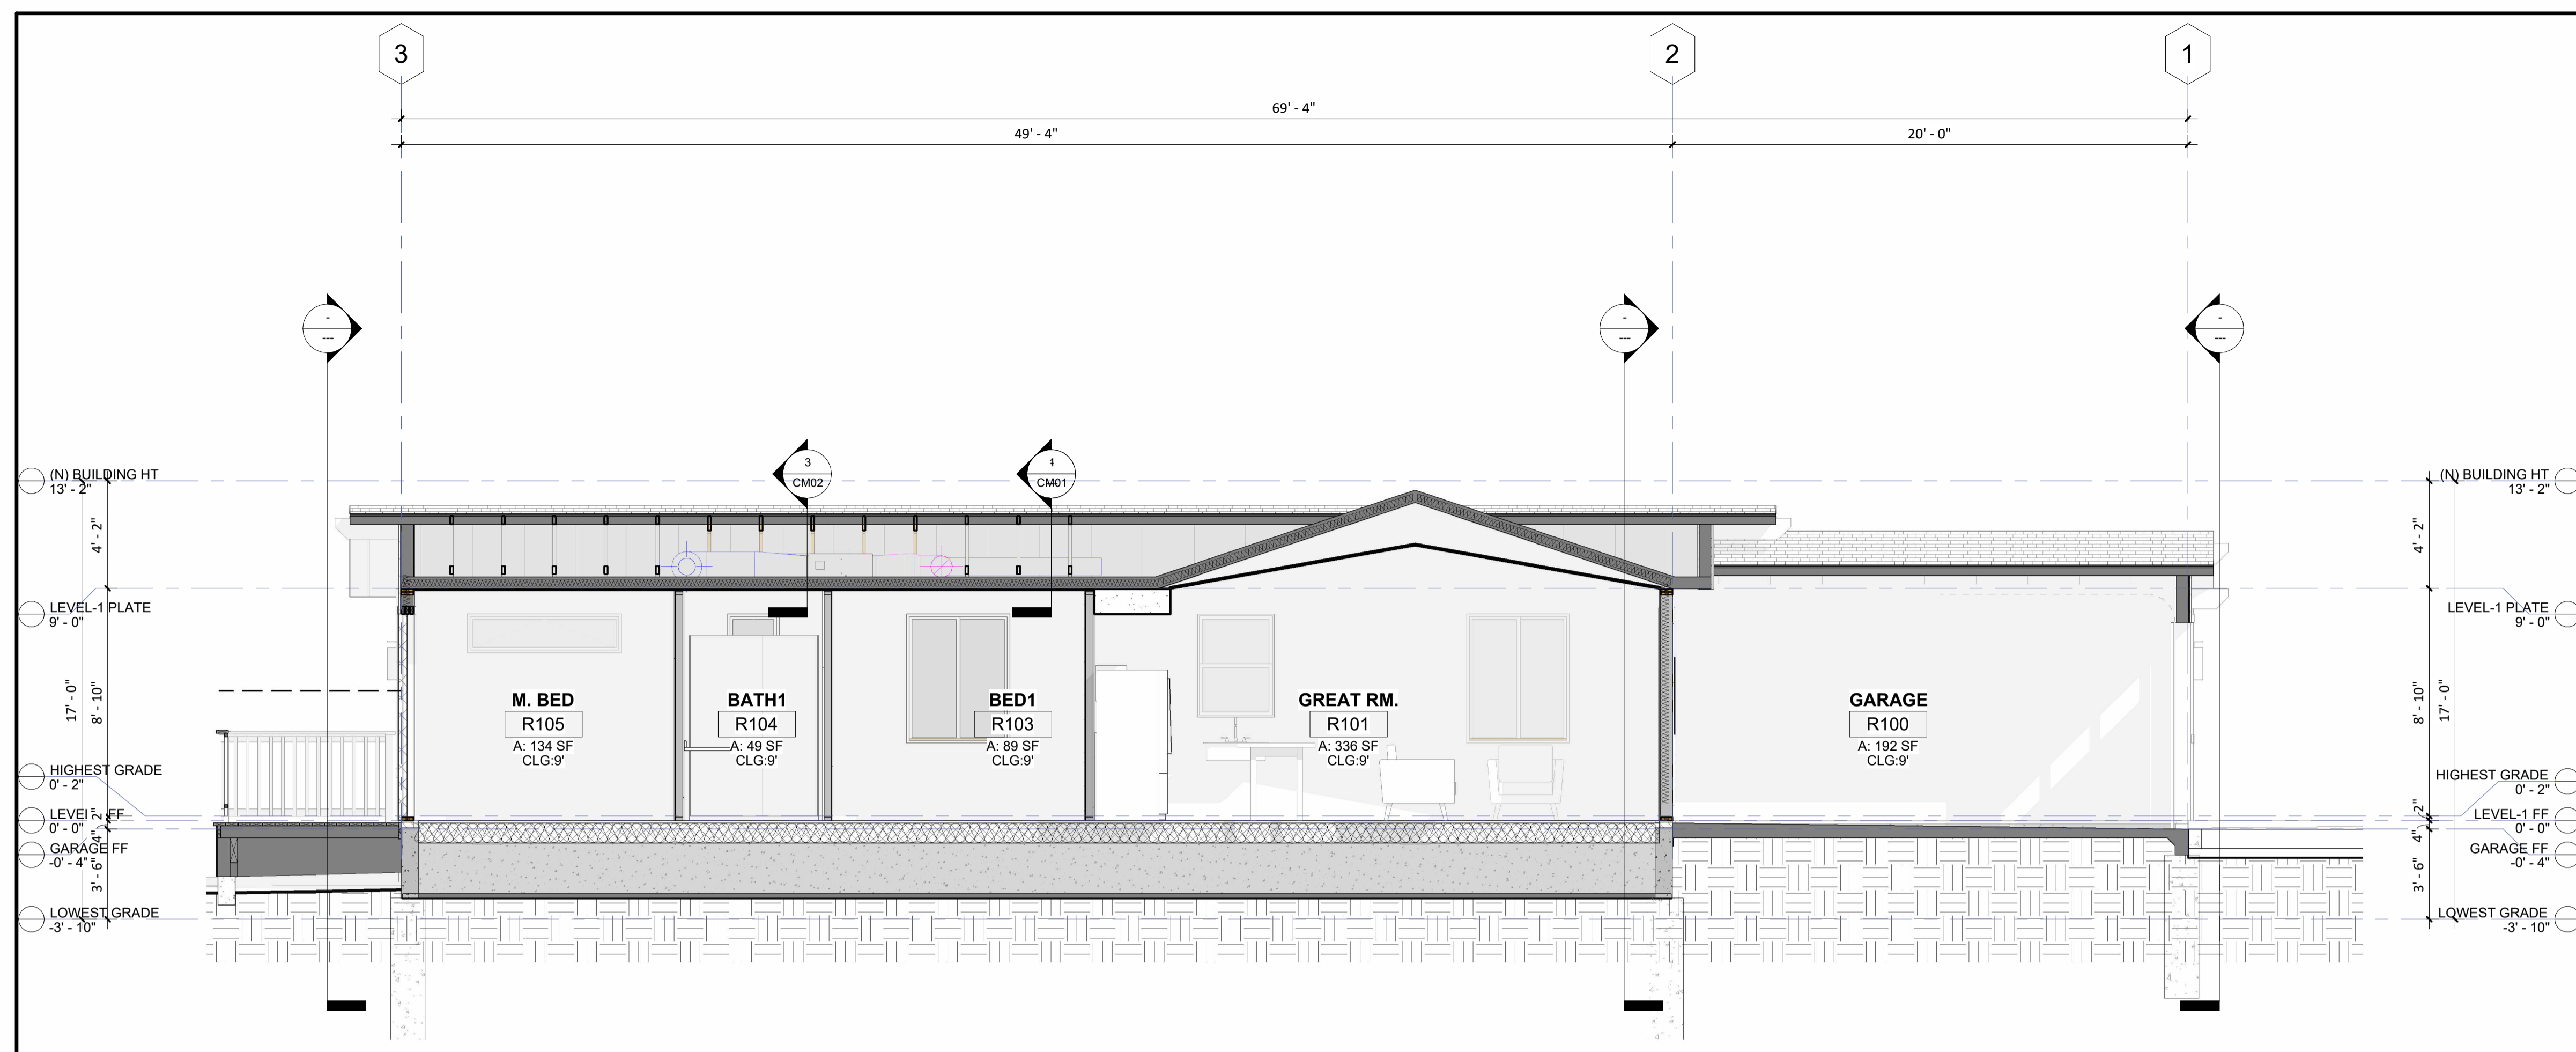 3
2
1
69' - 4"
49' - 4"
20' - 0"
-
---
-
---
-
---
3
CM02
1
CM01
(N) BUILDING HT
13' - 2"
LEVEL-1 PLATE
9' - 0"
HIGHEST GRADE
0' - 2"
0' - 0"
GARAGE FF
-0' - 4"
LOWEST GRADE
-3' - 10"
4' - 2"
17' - 0"
8' - 10"
2"
4"
3' - 6"
M. BED
R105
A: 134 SF
CLG:9'
BATH1
R104
A: 49 SF
CLG:9'
BED1
R103
A: 89 SF
CLG:9'
GREAT RM.
R101
A: 336 SF
CLG:9'
GARAGE
R100
A: 192 SF
CLG:9'
4' - 2"
8' - 10"
17' - 0"
2"
4"
3' - 6"
(N) BUILDING HT
13' - 2"
LEVEL-1 PLATE
9' - 0"
HIGHEST GRADE
0' - 2"
LEVEL-1 FF
0' - 0"
GARAGE FF
-0' - 4"
LOWEST GRADE
-3' - 10"